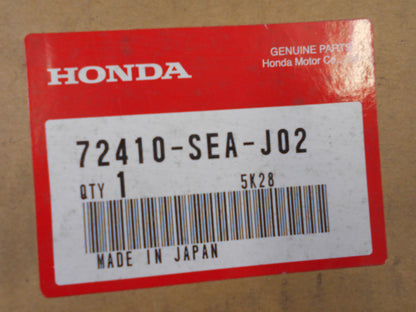 HONDA
GENUINE PARTS
Honda Motor Co.,
72410-SEA-J02
QTY 1 5K28
MADE IN JAPAN